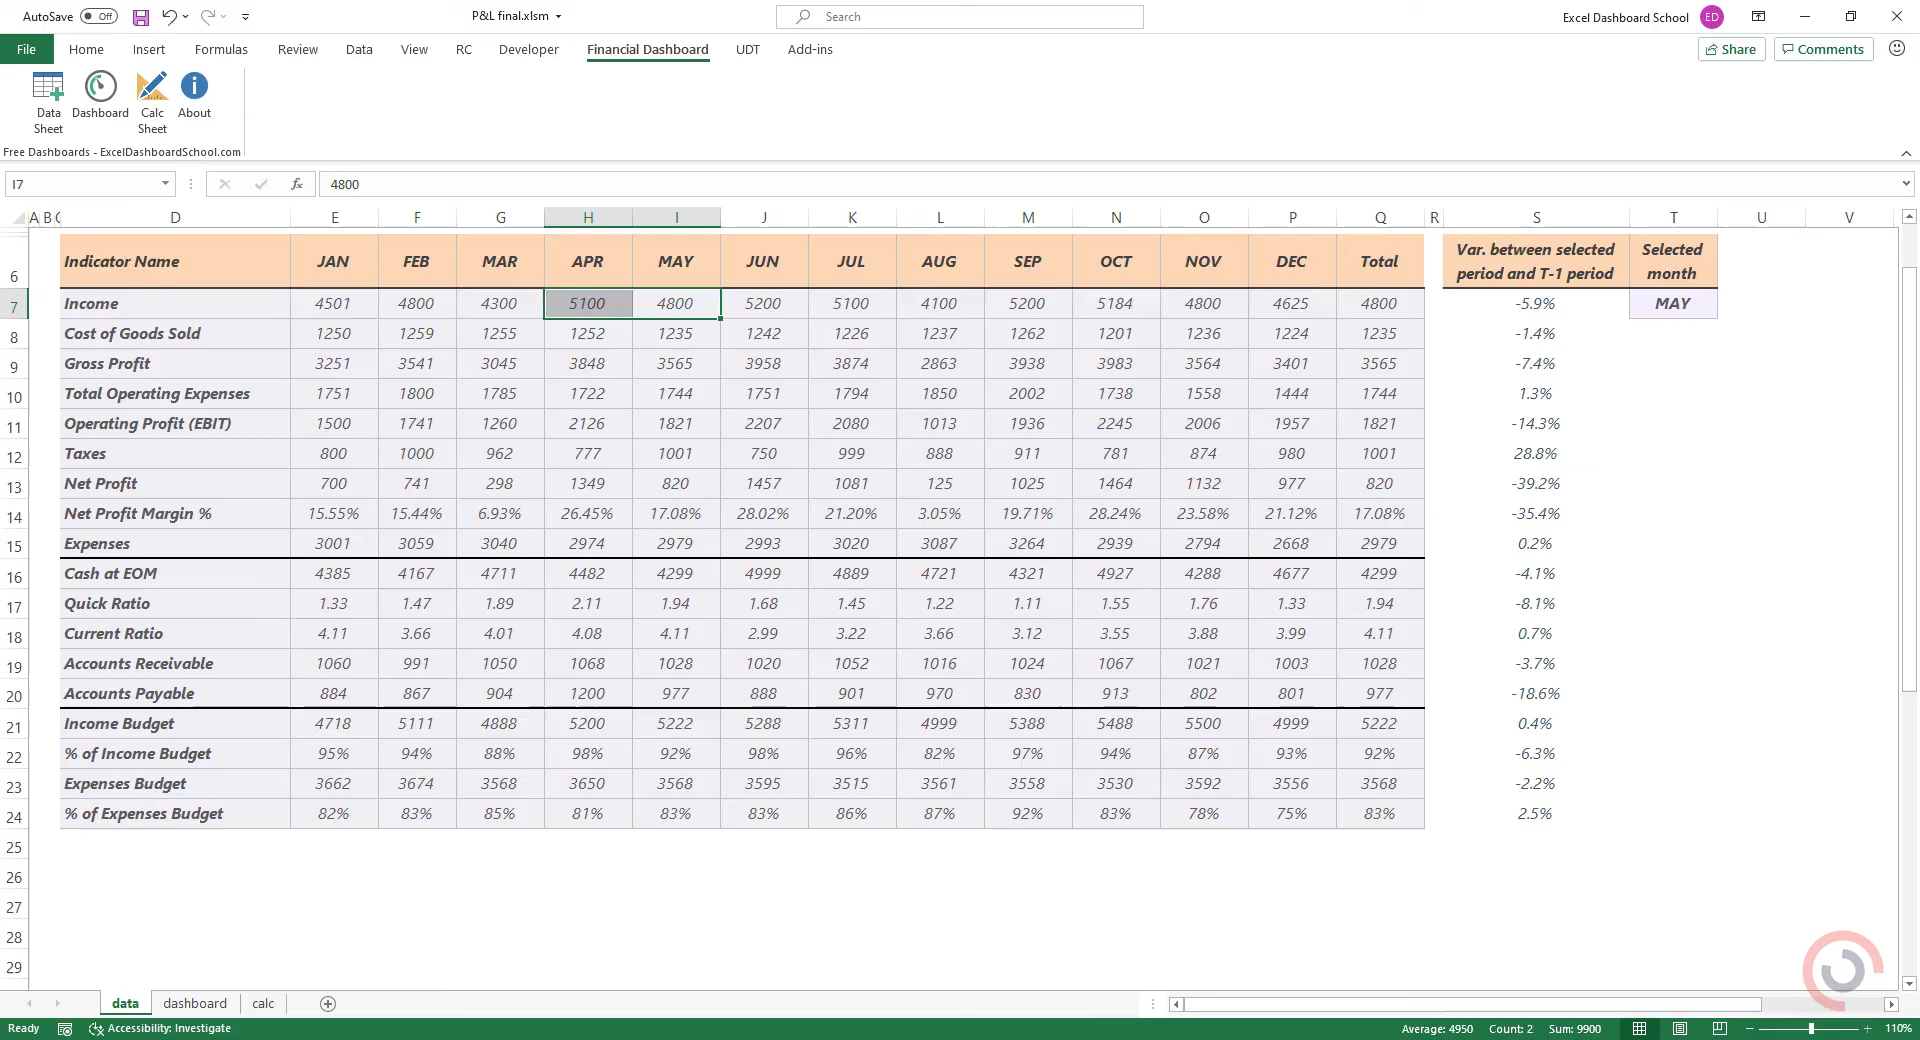 AutoSave Off P&L final.xlsm Search Excel Dashboard School ED
File Home Insert Formulas Review Data View RC Developer Financial Dashboard UDT Add-ins Share Comments
Data Sheet Dashboard Calc Sheet About
Free Dashboards - ExcelDashboardSchool.com
I7 fx 4800
A B C D E F G H I J K L M N O P Q R S T U V
6 Indicator Name JAN FEB MAR APR MAY JUN JUL AUG SEP OCT NOV DEC Total Var. between selected period and T-1 period Selected month
7 Income 4501 4800 4300 5100 4800 5200 5100 4100 5200 5184 4800 4625 4800 -5.9% MAY
8 Cost of Goods Sold 1250 1259 1255 1252 1235 1242 1226 1237 1262 1201 1236 1224 1235 -1.4%
9 Gross Profit 3251 3541 3045 3848 3565 3958 3874 2863 3938 3983 3564 3401 3565 -7.4%
10 Total Operating Expenses 1751 1800 1785 1722 1744 1751 1794 1850 2002 1738 1558 1444 1744 1.3%
11 Operating Profit (EBIT) 1500 1741 1260 2126 1821 2207 2080 1013 1936 2245 2006 1957 1821 -14.3%
12 Taxes 800 1000 962 777 1001 750 999 888 911 781 874 980 1001 28.8%
13 Net Profit 700 741 298 1349 820 1457 1081 125 1025 1464 1132 977 820 -39.2%
14 Net Profit Margin % 15.55% 15.44% 6.93% 26.45% 17.08% 28.02% 21.20% 3.05% 19.71% 28.24% 23.58% 21.12% 17.08% -35.4%
15 Expenses 3001 3059 3040 2974 2979 2993 3020 3087 3264 2939 2794 2668 2979 0.2%
16 Cash at EOM 4385 4167 4711 4482 4299 4999 4889 4721 4321 4927 4288 4677 4299 -4.1%
17 Quick Ratio 1.33 1.47 1.89 2.11 1.94 1.68 1.45 1.22 1.11 1.55 1.76 1.33 1.94 -8.1%
18 Current Ratio 4.11 3.66 4.01 4.08 4.11 2.99 3.22 3.66 3.12 3.55 3.88 3.99 4.11 0.7%
19 Accounts Receivable 1060 991 1050 1068 1028 1020 1052 1016 1024 1067 1021 1003 1028 -3.7%
20 Accounts Payable 884 867 904 1200 977 888 901 970 830 913 802 801 977 -18.6%
21 Income Budget 4718 5111 4888 5200 5222 5288 5311 4999 5388 5488 5500 4999 5222 0.4%
22 % of Income Budget 95% 94% 88% 98% 92% 98% 96% 82% 97% 94% 87% 93% 92% -6.3%
23 Expenses Budget 3662 3674 3568 3650 3568 3595 3515 3561 3558 3530 3592 3556 3568 -2.2%
24 % of Expenses Budget 82% 83% 85% 81% 83% 83% 86% 87% 92% 83% 78% 75% 83% 2.5%
25
26
27
28
29
data dashboard calc
Ready Accessibility: Investigate Average: 4950 Count: 2 Sum: 9900 110%